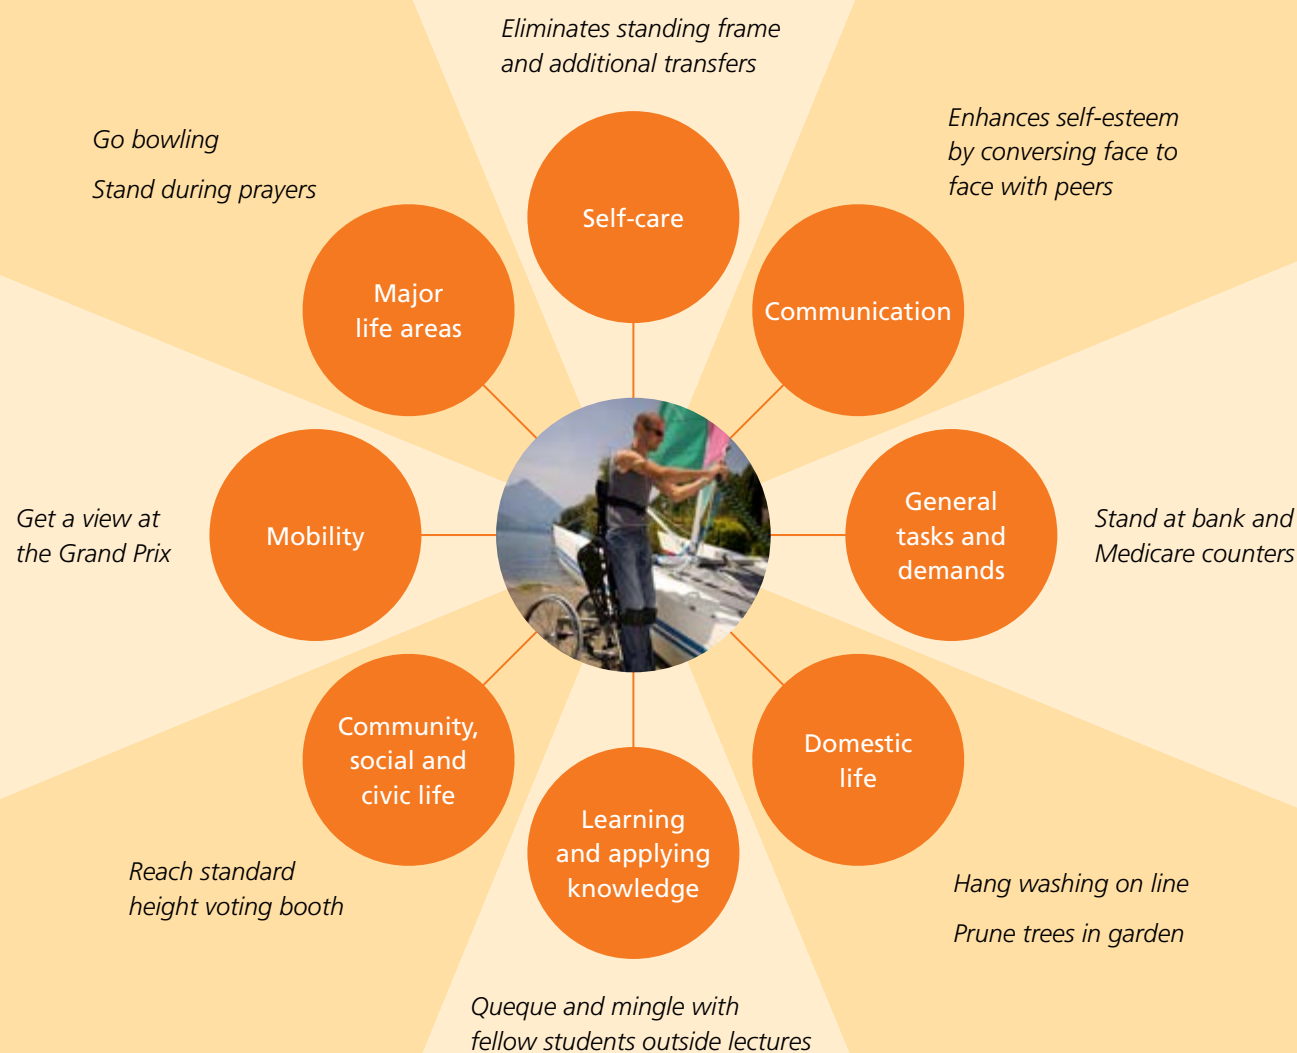 Eliminates standing frame
and additional transfers
Self-care
Enhances self-esteem
by conversing face to
face with peers
Communication
General
tasks and
demands
Stand at bank and
Medicare counters
Domestic
life
Hang washing on line
Prune trees in garden
Learning
and applying
knowledge
Queque and mingle with
fellow students outside lectures
Community,
social and
civic life
Reach standard
height voting booth
Mobility
Get a view at
the Grand Prix
Major
life areas
Go bowling
Stand during prayers